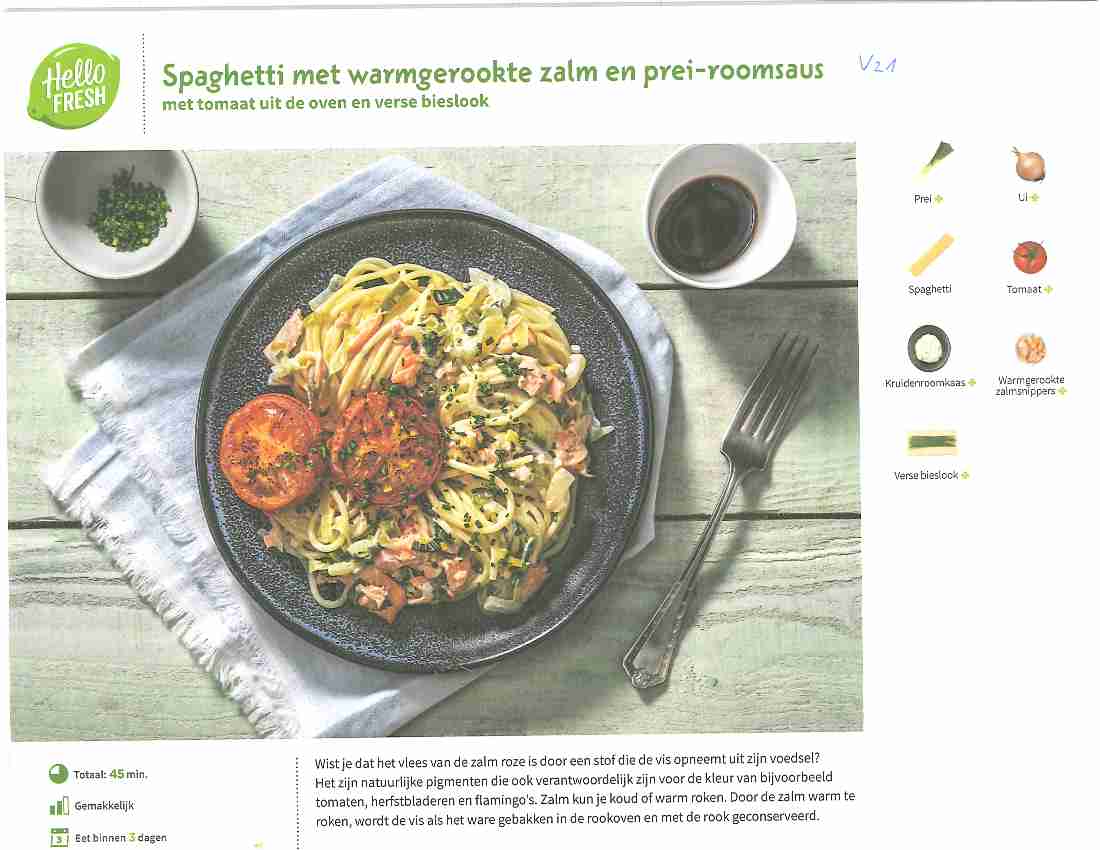 Hello
FRESH
Spaghetti met warmgerookte zalm en prei-roomsaus
met tomaat uit de oven en verse bieslook
V21
Prei
Ui
Spaghetti
Tomaat
Kruidenroomkaas
Warmgerookte
zalmsnippers
Verse bieslook
Totaal: 45 min.
Gemakkelijk
3
Eet binnen 3 dagen
Wist je dat het vlees van de zalm roze is door een stof die de vis opneemt uit zijn voedsel?
Het zijn natuurlijke pigmenten die ook verantwoordelijk zijn voor de kleur van bijvoorbeeld
tomaten, herfstbladeren en flamingo's. Zalm kun je koud of warm roken. Door de zalm warm te
roken, wordt de vis als het ware gebakken in de rookoven en met de rook geconserveerd.